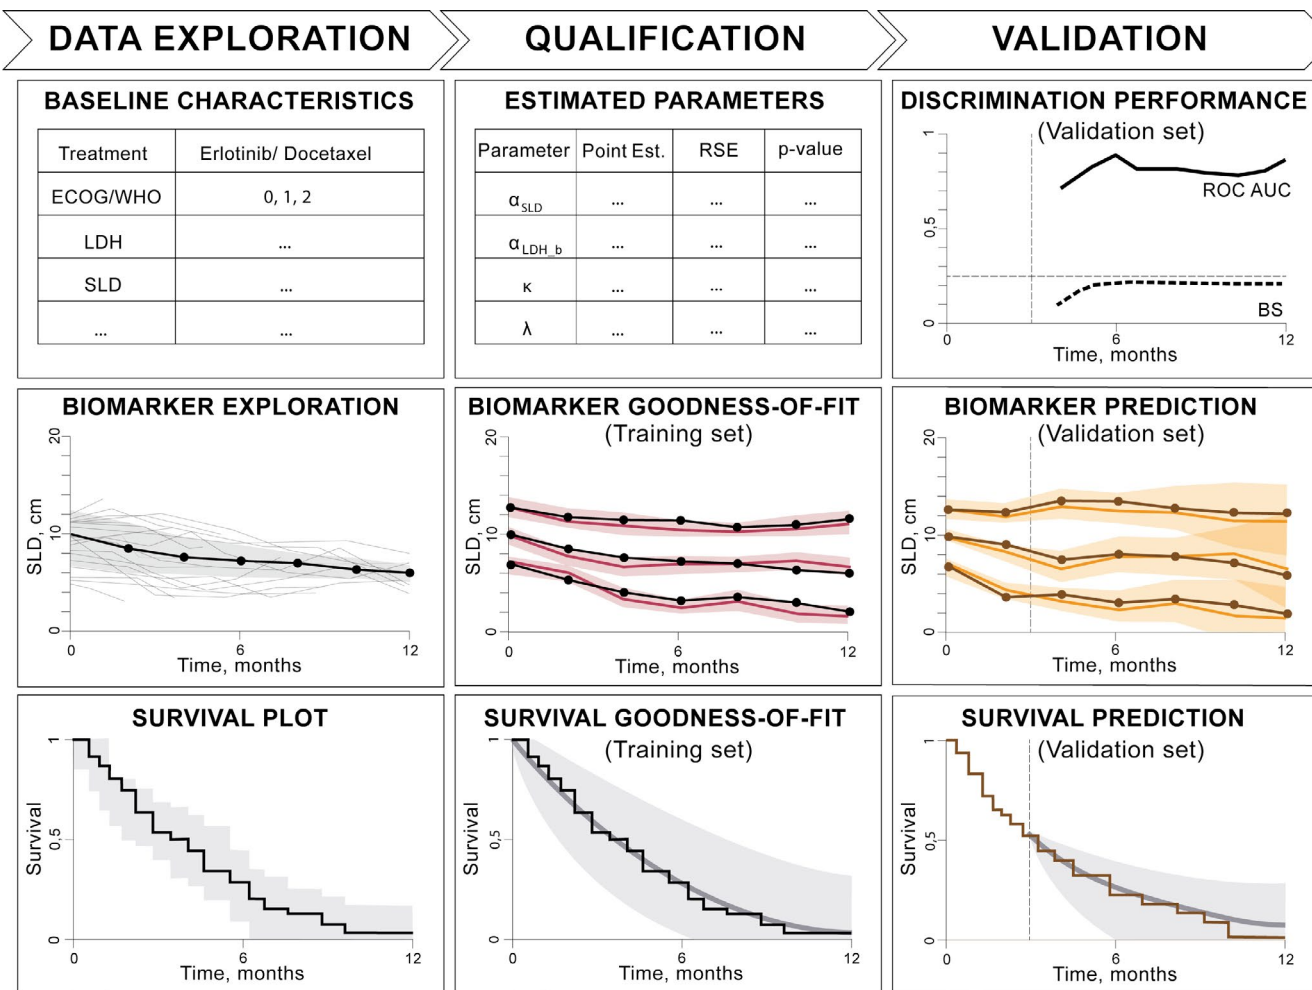 DATA EXPLORATION
QUALIFICATION
VALIDATION
BASELINE CHARACTERISTICS
Treatment Erlotinib/ Docetaxel
ECOG/WHO 0, 1, 2
LDH ...
SLD ...
... ...
ESTIMATED PARAMETERS
Parameter Point Est. RSE p-value
α_SLD ... ... ...
α_LDH_b ... ... ...
κ ... ... ...
λ ... ... ...
DISCRIMINATION PERFORMANCE
(Validation set)
1
0,5
0
ROC AUC
BS
0 6 12
Time, months
BIOMARKER EXPLORATION
20
10
0
SLD, cm
0 6 12
Time, months
BIOMARKER GOODNESS-OF-FIT
(Training set)
20
10
0
SLD, cm
0 6 12
Time, months
BIOMARKER PREDICTION
(Validation set)
20
10
0
SLD, cm
0 6 12
Time, months
SURVIVAL PLOT
1
0,5
0
Survival
0 6 12
Time, months
SURVIVAL GOODNESS-OF-FIT
(Training set)
1
0,5
0
Survival
0 6 12
Time, months
SURVIVAL PREDICTION
(Validation set)
1
0,5
0
Survival
0 6 12
Time, months